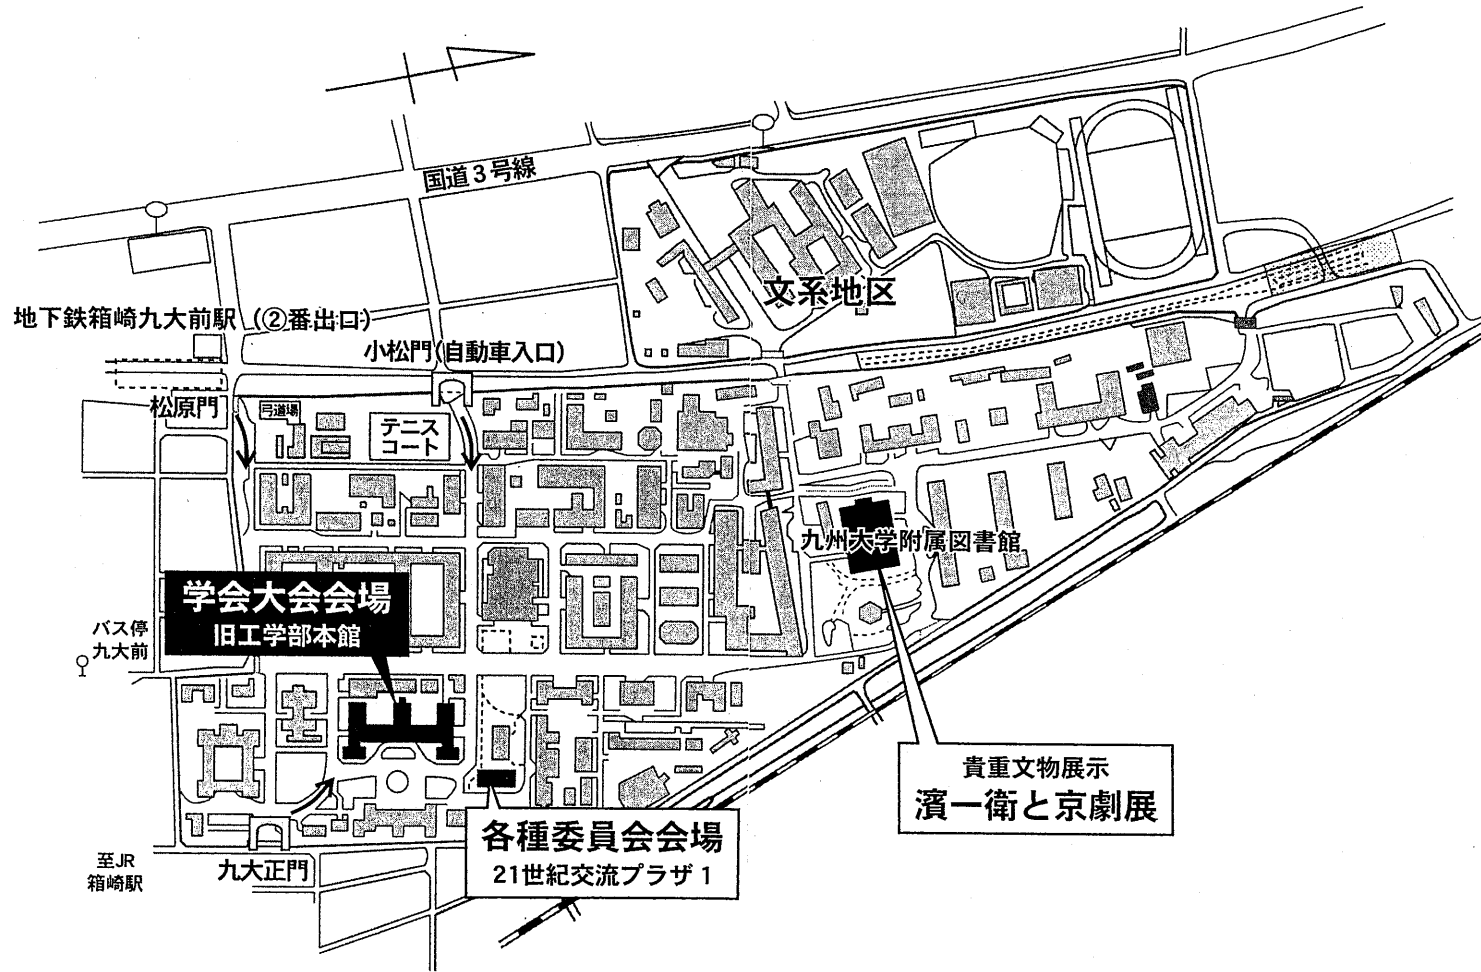 国道3号線
文系地区
地下鉄箱崎九大前駅（②番出口）
小松門(自動車入口)
松原門
弓道場
テニス
コート
九州大学附属図書館
学会大会会場
旧工学部本館
バス停
九大前
貴重文物展示
濱一衛と京劇展
各種委員会会場
21世紀交流プラザ1
至JR
箱崎駅
九大正門